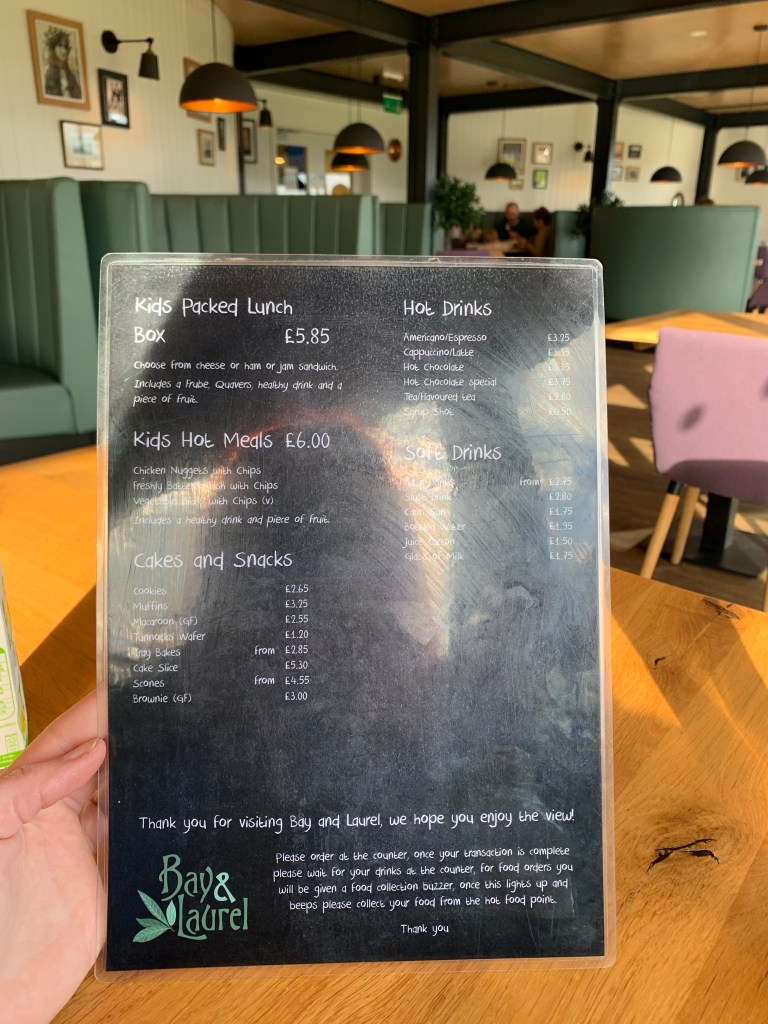 Kids Packed Lunch
Box £5.85
Choose from cheese or ham or jam sandwich.
Includes a Frube, Quavers, healthy drink and a
piece of fruit.
Kids Hot Meals £6.00
Chicken Nuggets with Chips
Freshly Battered Fish with Chips
with Chips (v)
Includes a healthy drink and piece of fruit.
Cakes and Snacks
Cookies £2.65
Muffins £3.25
Macaroon (GF) £2.55
Tunnocks Wafer £1.20
Tray Bakes from £2.85
Cake Slice £5.30
Scones from £4.55
Brownie (GF) £3.00
Hot Drinks
Americano/Espresso £3.25
Cappuccino/Latte
Hot Chocolate
Hot Chocolate special £3.75
Tea/flavoured tea £2.80
Syrup Shot £0.50
Soft Drinks
from £2.75
£2.80
£1.75
Bottled Water £1.95
Juice Carton £1.50
Glass of Milk £1.75
Thank you for visiting Bay and Laurel, we hope you enjoy the view!
Bay &
Laurel
Please order at the counter, once your transaction is complete
please wait for your drinks at the counter, for food orders you
will be given a food collection buzzer, once this lights up and
beeps please collect your food from the hot food point.
Thank you